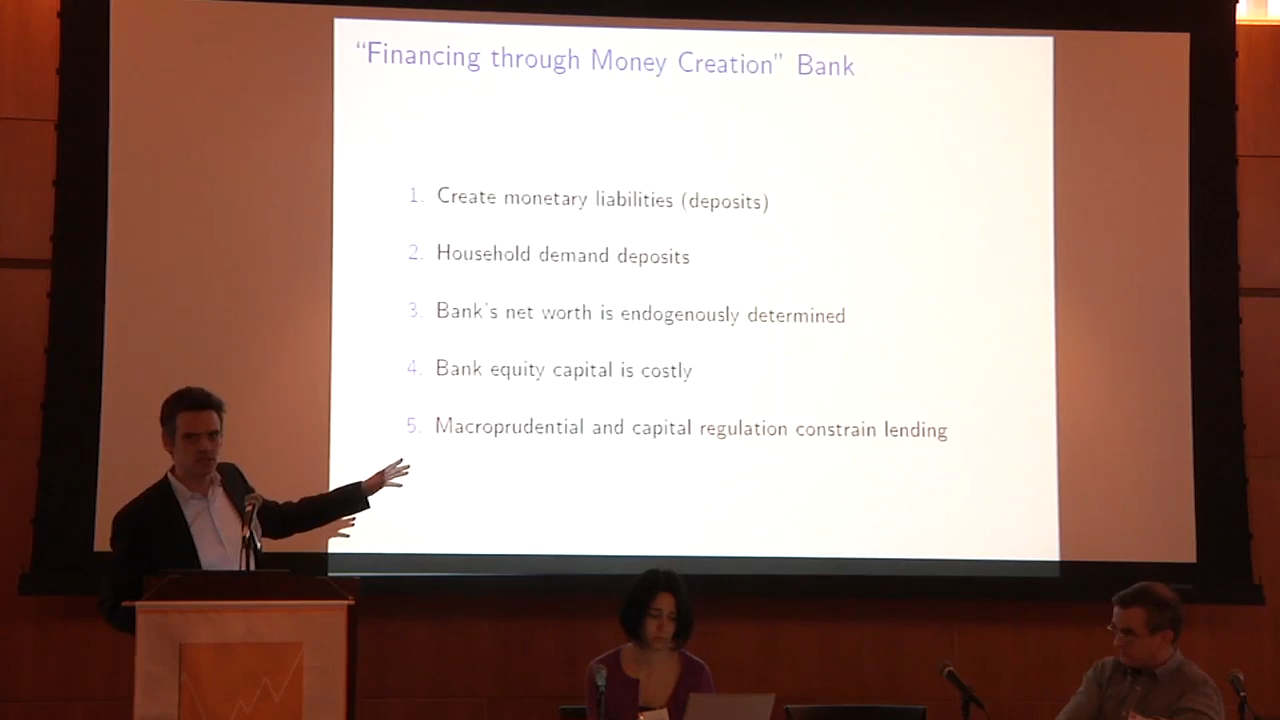 “Financing through Money Creation” Bank
1. Create monetary liabilities (deposits)
2. Household demand deposits
3. Bank's net worth is endogenously determined
4. Bank equity capital is costly
5. Macroprudential and capital regulation constrain lending